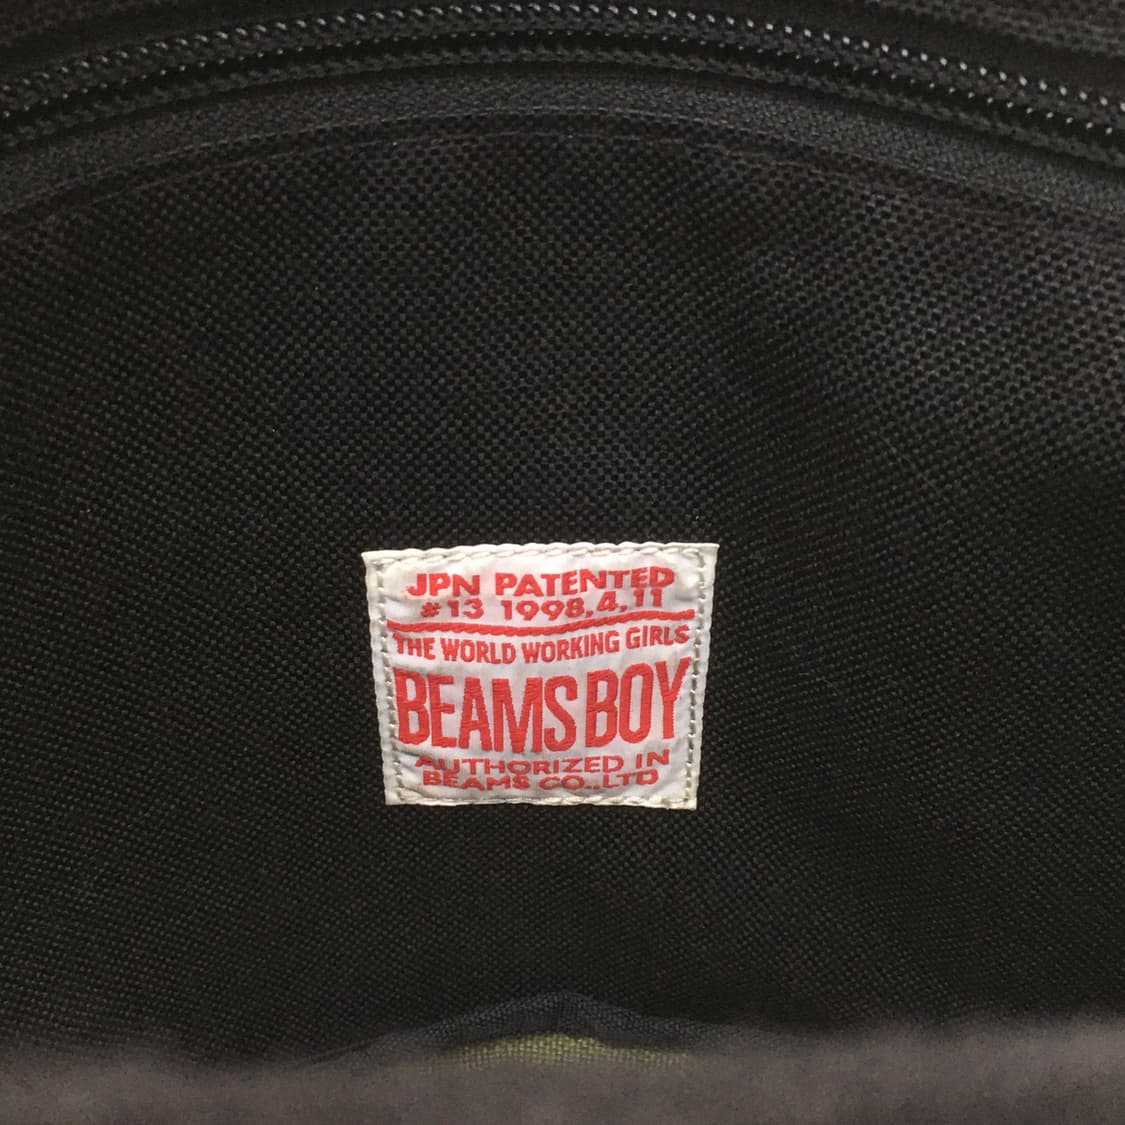 JPN PATENTED
#13 1998,4,11
THE WORLD WORKING GIRLS
BEAMS BOY
AUTHORIZED IN
BEAMS CO.,LTD